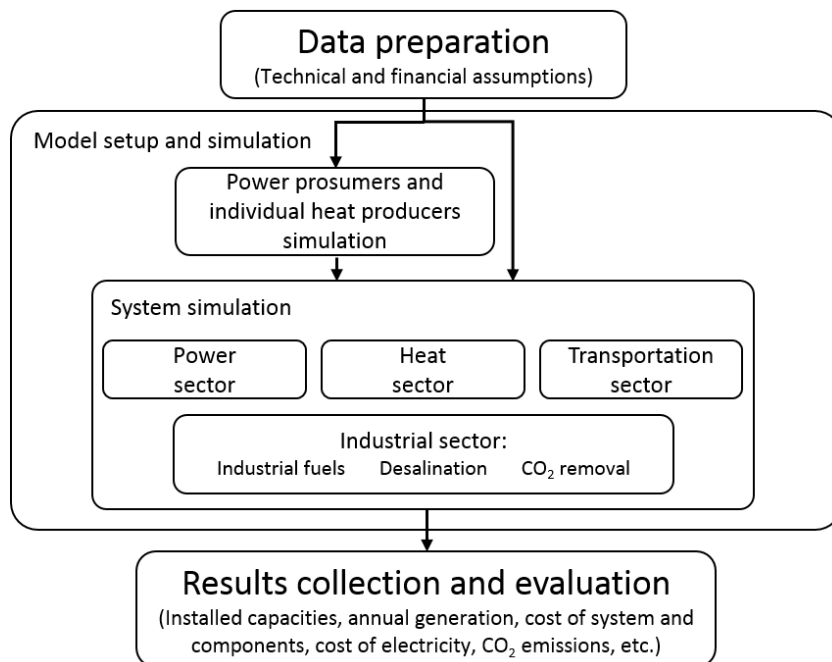 Data preparation
(Technical and financial assumptions)
Model setup and simulation
Power prosumers and
individual heat producers
simulation
System simulation
Power
sector
Heat
sector
Transportation
sector
Industrial sector:
Industrial fuels Desalination CO₂ removal
Results collection and evaluation
(Installed capacities, annual generation, cost of system and
components, cost of electricity, CO₂ emissions, etc.)